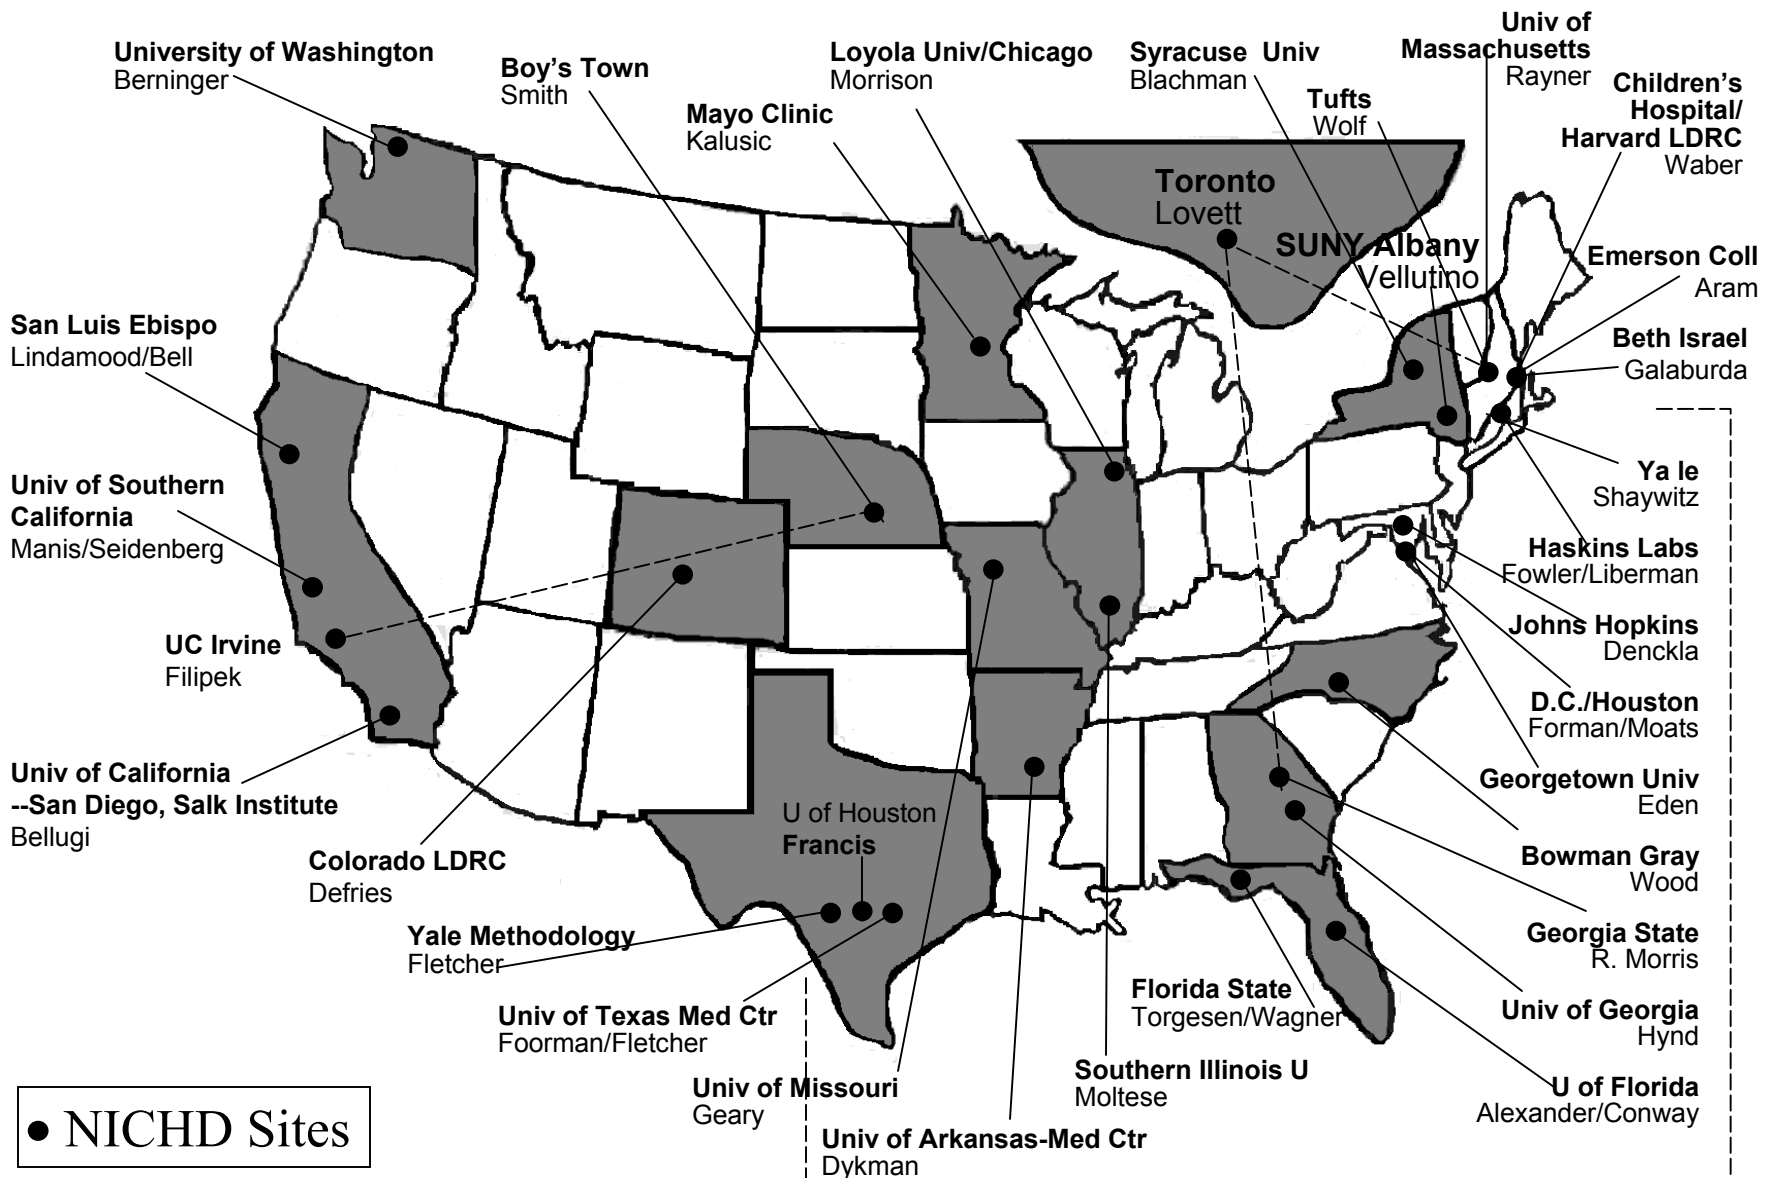 University of Washington
Berninger
Boy's Town
Smith
Mayo Clinic
Kalusic
Loyola Univ/Chicago
Morrison
Syracuse Univ
Blachman
Tufts
Wolf
Univ of
Massachusetts
Rayner
Children's
Hospital/
Harvard LDRC
Waber
Toronto
Lovett
SUNY Albany
Vellutino
Emerson Coll
Aram
Beth Israel
Galaburda
San Luis Ebispo
Lindamood/Bell
Univ of Southern
California
Manis/Seidenberg
UC Irvine
Filipek
Univ of California
--San Diego, Salk Institute
Bellugi
Colorado LDRC
Defries
U of Houston
Francis
Yale Methodology
Fletcher
Univ of Texas Med Ctr
Foorman/Fletcher
Univ of Missouri
Geary
Univ of Arkansas-Med Ctr
Dykman
Southern Illinois U
Moltese
Florida State
Torgesen/Wagner
Ya le
Shaywitz
Haskins Labs
Fowler/Liberman
Johns Hopkins
Denckla
D.C./Houston
Forman/Moats
Georgetown Univ
Eden
Bowman Gray
Wood
Georgia State
R. Morris
Univ of Georgia
Hynd
U of Florida
Alexander/Conway
• NICHD Sites